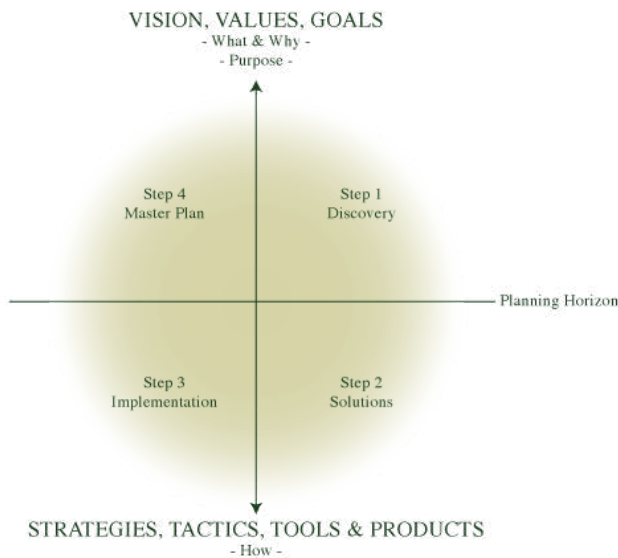 VISION, VALUES, GOALS
- What & Why -
- Purpose -
Step 4
Master Plan
Step 1
Discovery
Planning Horizon
Step 3
Implementation
Step 2
Solutions
STRATEGIES, TACTICS, TOOLS & PRODUCTS
- How -